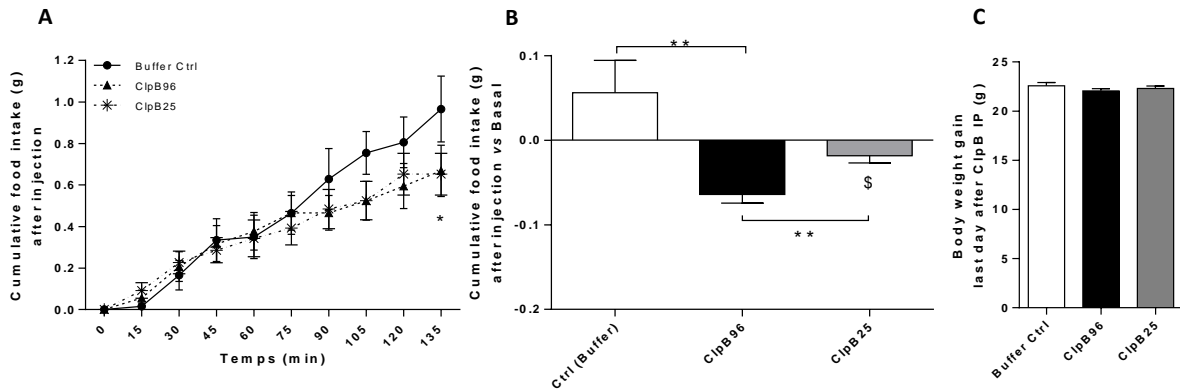 A
Cumulative food intake (g)
after injection
1.2
1.0
0.8
0.6
0.4
0.2
0.0
Buffer Ctrl
ClpB96
ClpB25
*
0
15
30
45
60
75
90
105
120
135
Temps (min)
B
Cumulative food intake (g)
after injection vs Basal
0.1
0.0
-0.1
-0.2
**
$
**
Ctrl (Buffer)
ClpB96
ClpB25
C
Body weight gain
last day after ClpB IP (g)
25
20
15
10
5
0
Buffer Ctrl
ClpB96
ClpB25